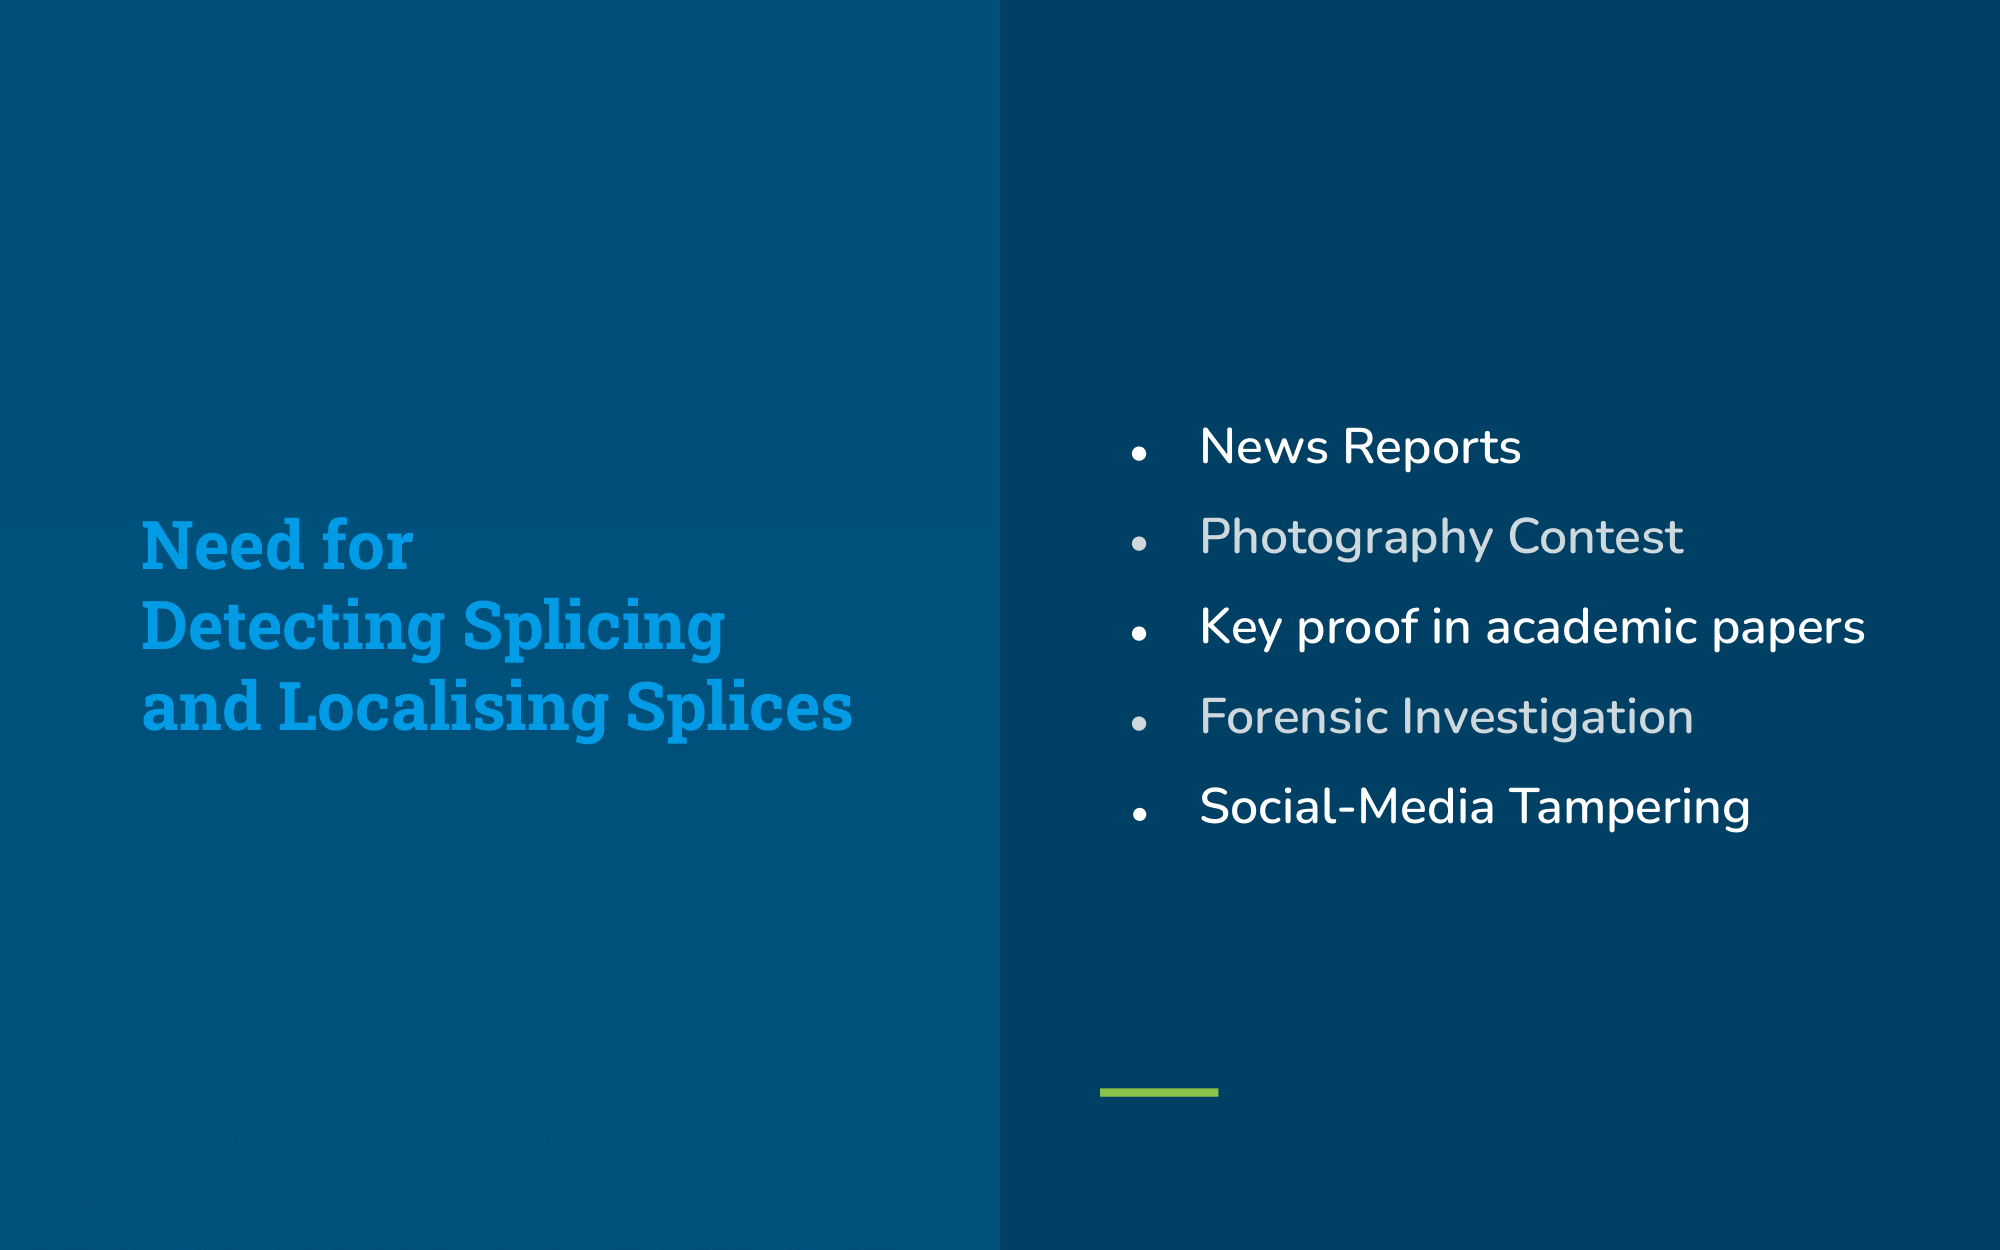 Need for
Detecting Splicing
and Localising Splices
● News Reports
● Photography Contest
● Key proof in academic papers
● Forensic Investigation
● Social-Media Tampering